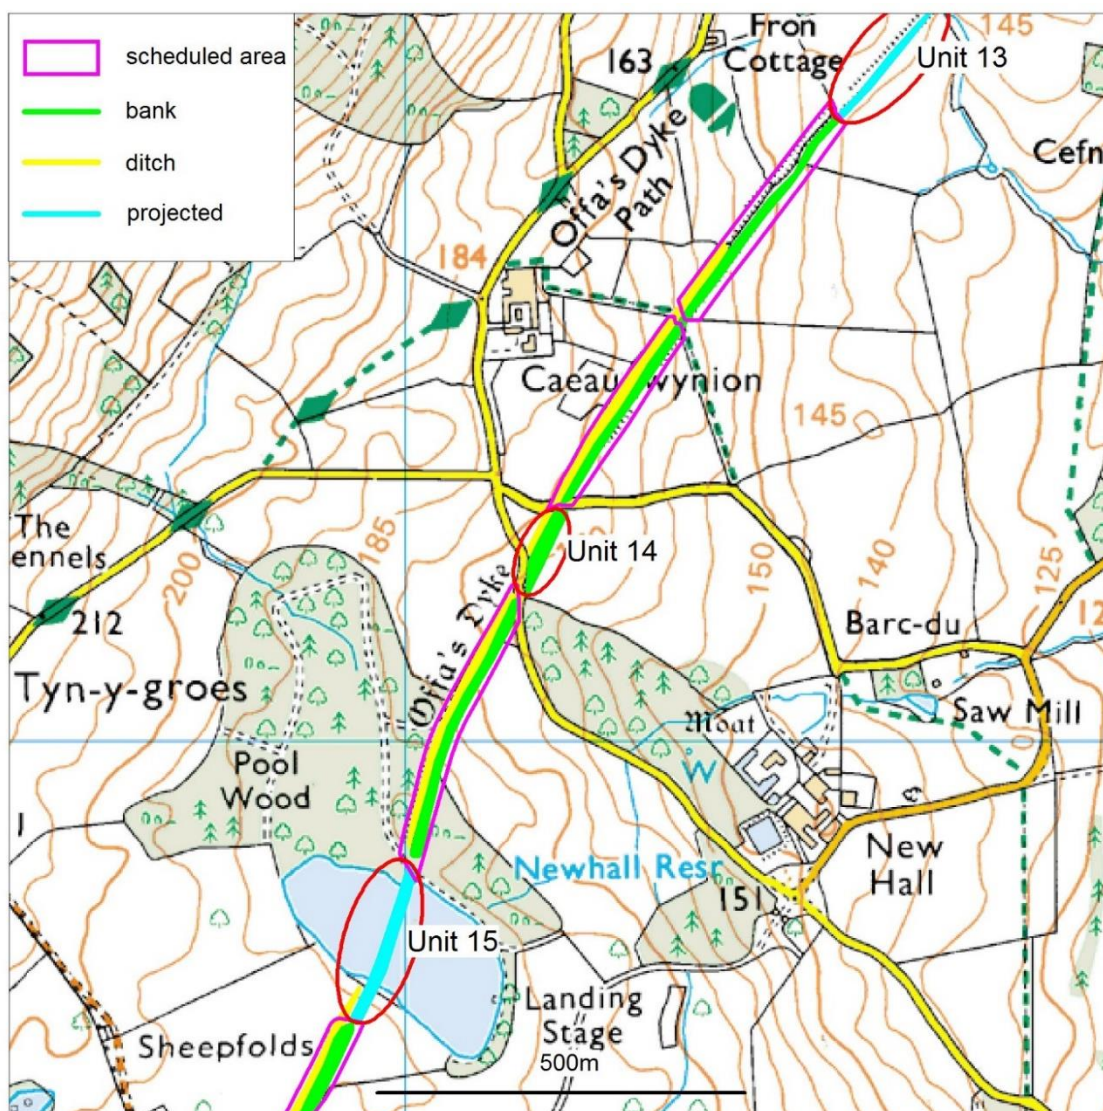 scheduled area
bank
ditch
projected
Fron
Cottage
145
Unit 13
163
Offa's Dyke
Path
Cefn
184
Caeau
wynion
145
The
ennels
200
185
Unit 14
150
140
125
212
Offa's Dyke
Barc-du
12
Tyn-y-groes
Moat
Saw Mill
Pool
Wood
W
1
Newhall Resr
New
Hall
151
Unit 15
Landing
Stage
Sheepfolds
500m